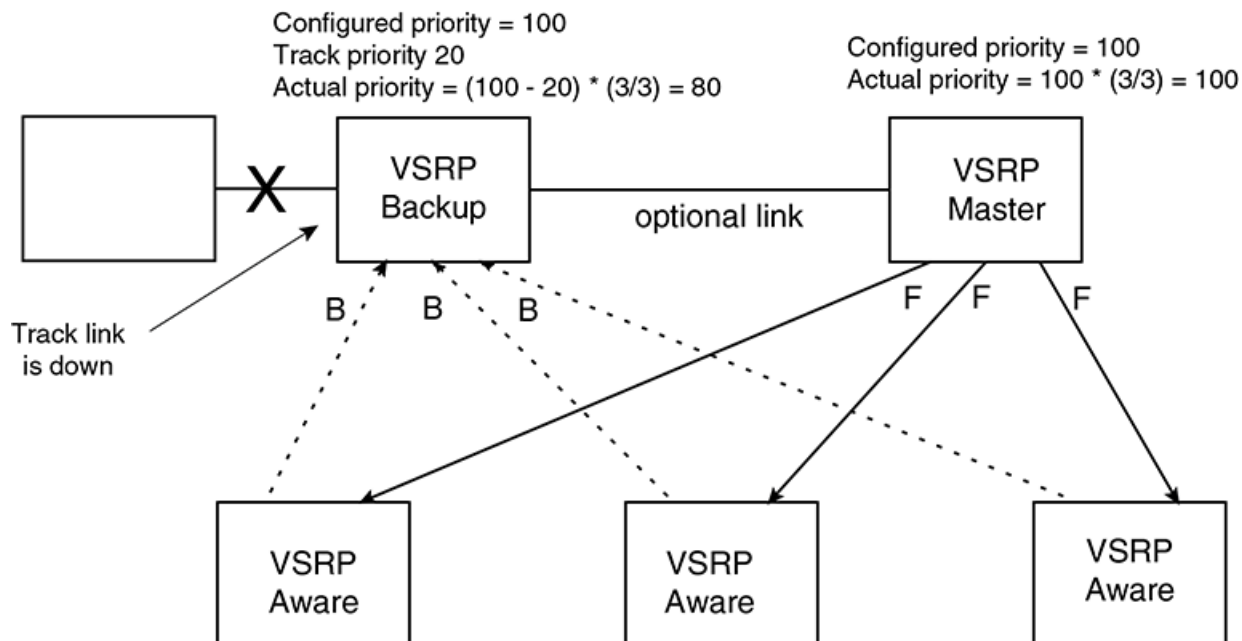 Configured priority = 100
Track priority 20
Actual priority = (100 - 20) * (3/3) = 80
Configured priority = 100
Actual priority = 100 * (3/3) = 100
X
VSRP
Backup
optional link
VSRP
Master
Track link
is down
B
B
B
F
F
F
VSRP
Aware
VSRP
Aware
VSRP
Aware